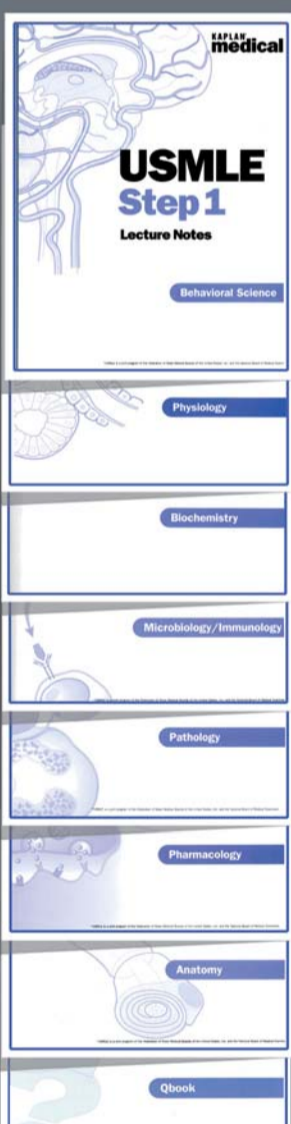 KAPLAN
medical
USMLE
Step 1
Lecture Notes
Behavioral Science
Physiology
Biochemistry
Microbiology/Immunology
Pathology
Pharmacology
Anatomy
Qbook